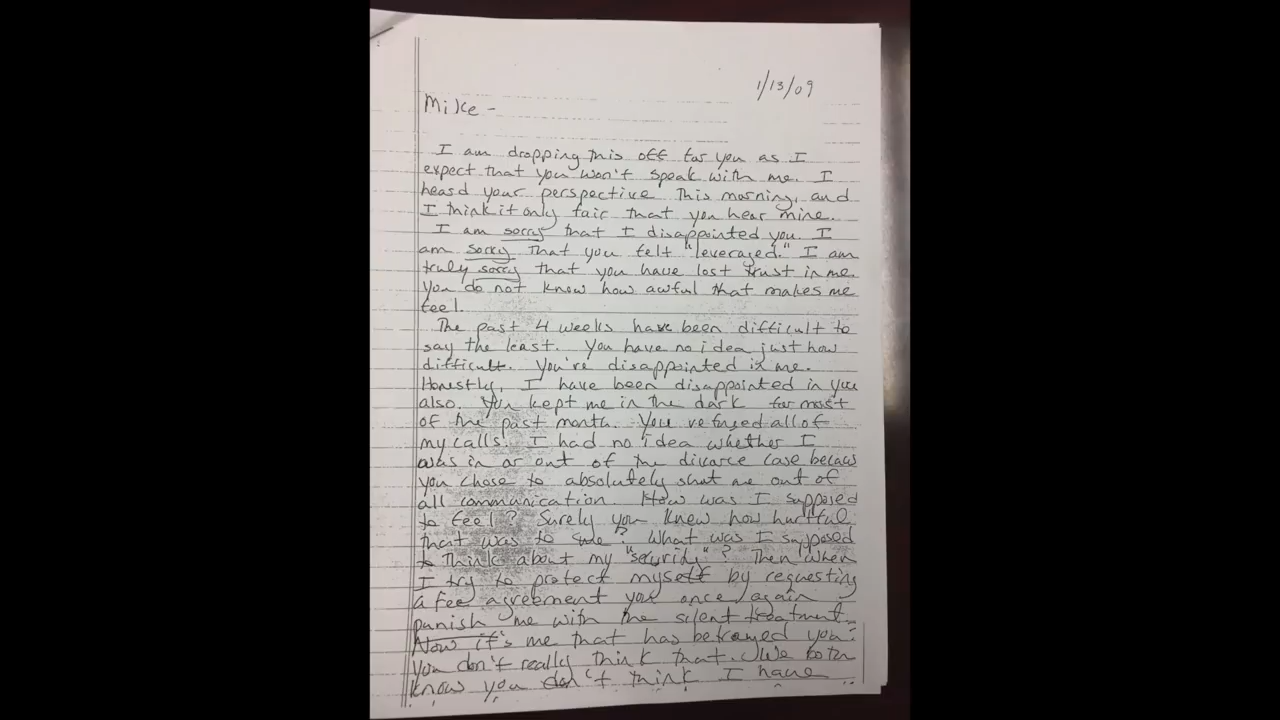 1/13/09
Mike -
I am dropping this off for you as I
expect that you won't speak with me. I
heard your perspective this morning, and
I think it only fair that you hear mine.
I am sorry that I disappointed you. I
am sorry that you felt "leveraged." I am
truly sorry that you have lost trust in me.
You do not know how awful that makes me
feel.
The past 4 weeks have been difficult to
say the least. You have no idea just how
difficult. You're disappointed in me.
Honestly, I have been disappointed in you
also. You kept me in the dark for most
of the past month. You refused all of
my calls. I had no idea whether I
was in or out of the divorce case becaus
you chose to absolutely shut me out of
all communication. How was I supposed
to feel? Surely you knew how hurtful
that was to me? What was I supposed
to think about my "security"? Then when
I try to protect myself by requesting
a fee agreement you once again
punish me with the silent treatment.
Now it's me that has betrayed you?
You don't really think that. We both
know you don't think I have